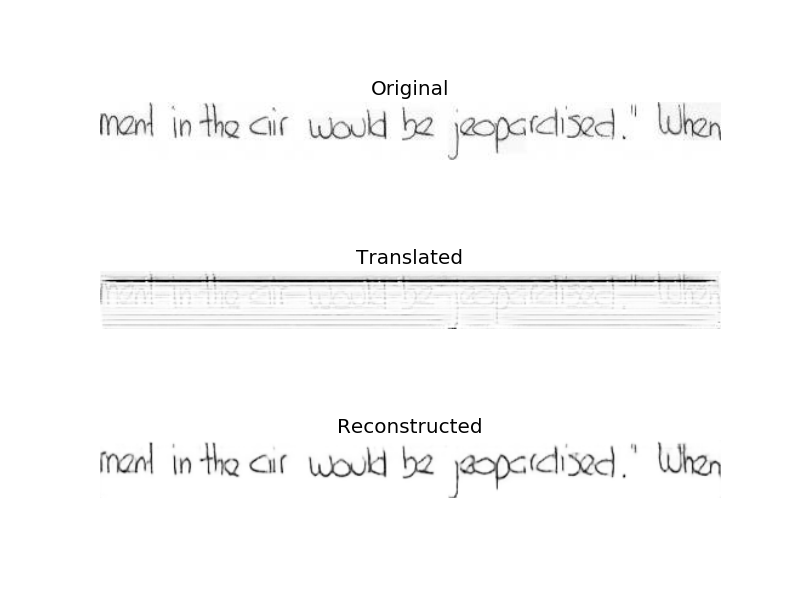 Original
ment in the air would be jeopardised." When
Translated
ment in the air would be jeopardised." When
Reconstructed
ment in the air would be jeopardised." When